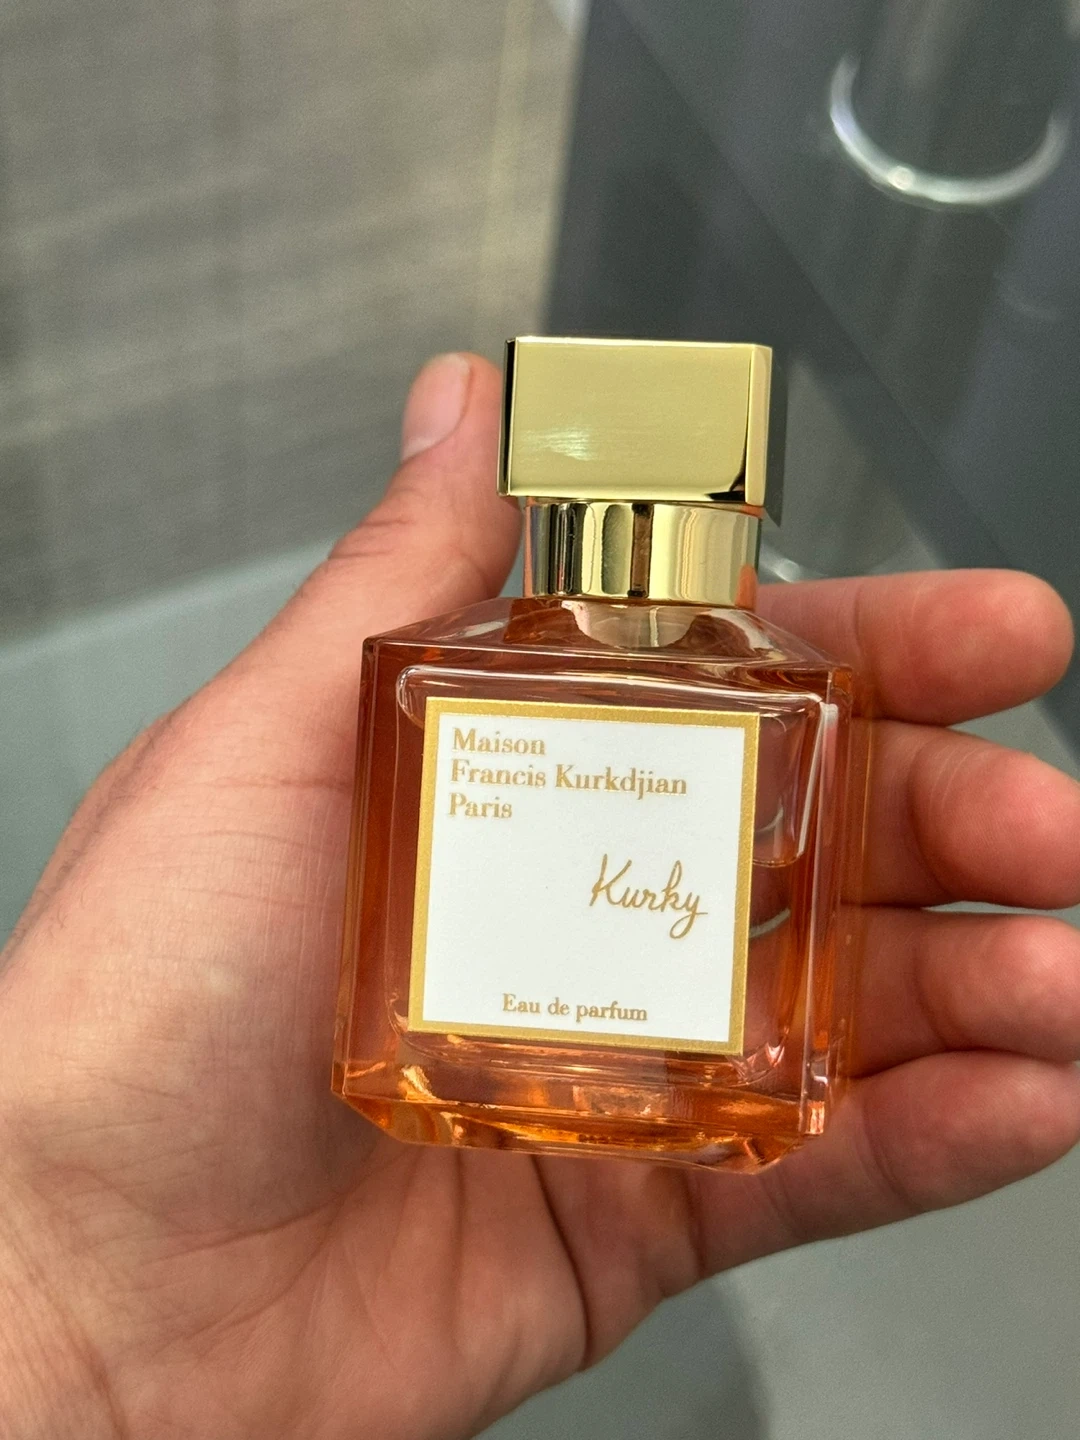 Maison
Francis Kurkdjian
Paris
Kurky
Eau de parfum